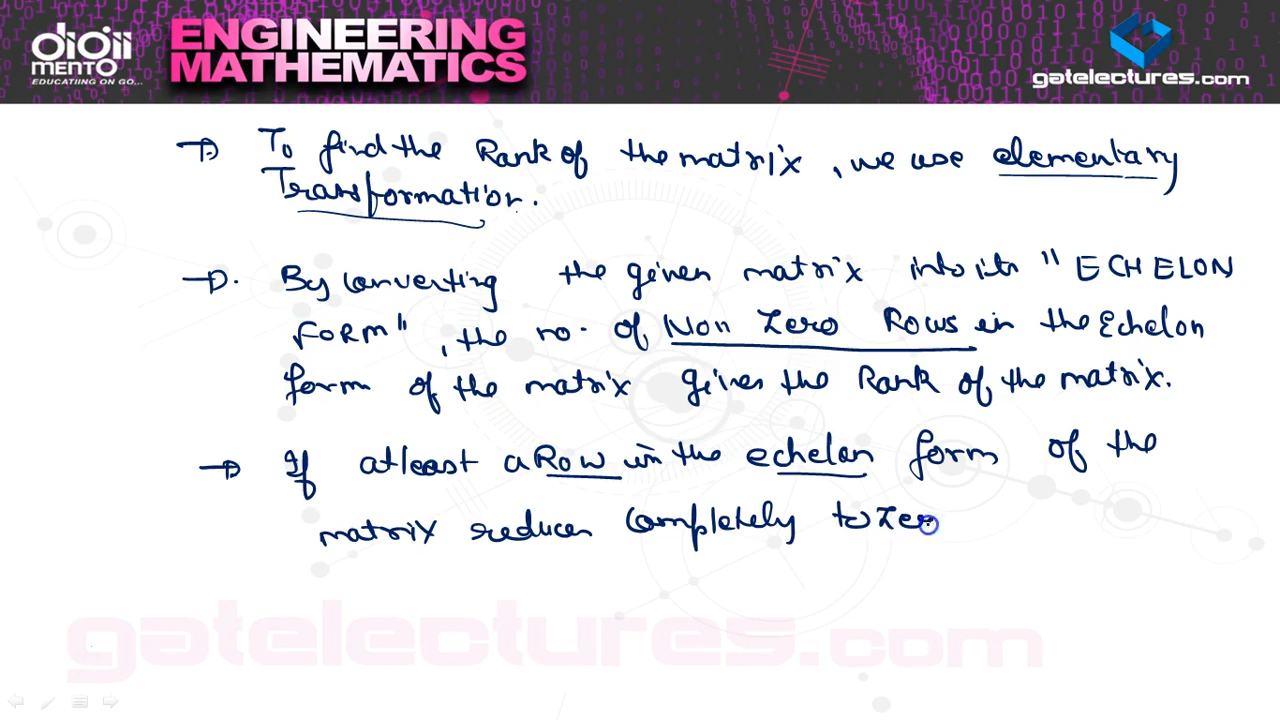 digii
MENTO
EDUCATIING ON GO...
ENGINEERING
MATHEMATICS
gatelectures.com
→ To find the Rank of the matrix, we use elementary
Transformation.
→ By converting the given matrix into its "ECHELON
FORM", the no. of Non Zero Rows in the Echelon
form of the matrix gives the Rank of the matrix.
→ If atleast a Row in the echelon form of the
matrix reduces completely to Zer
gatelectures.com